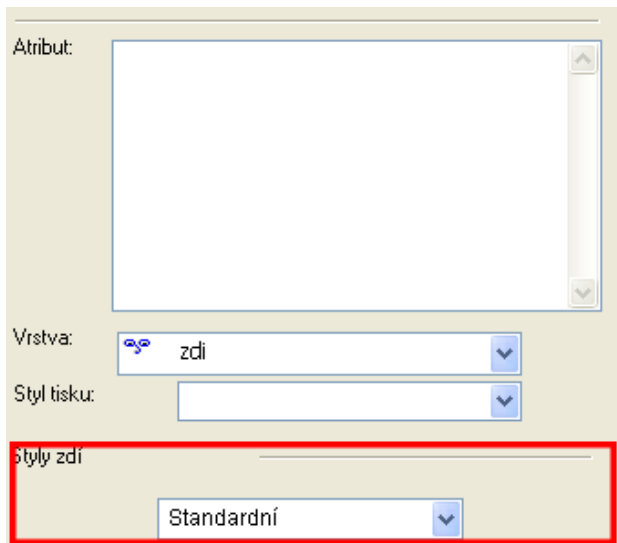 Atribut:
Vrstva:
zdi
Styl tisku:
Styly zdí
Standardní